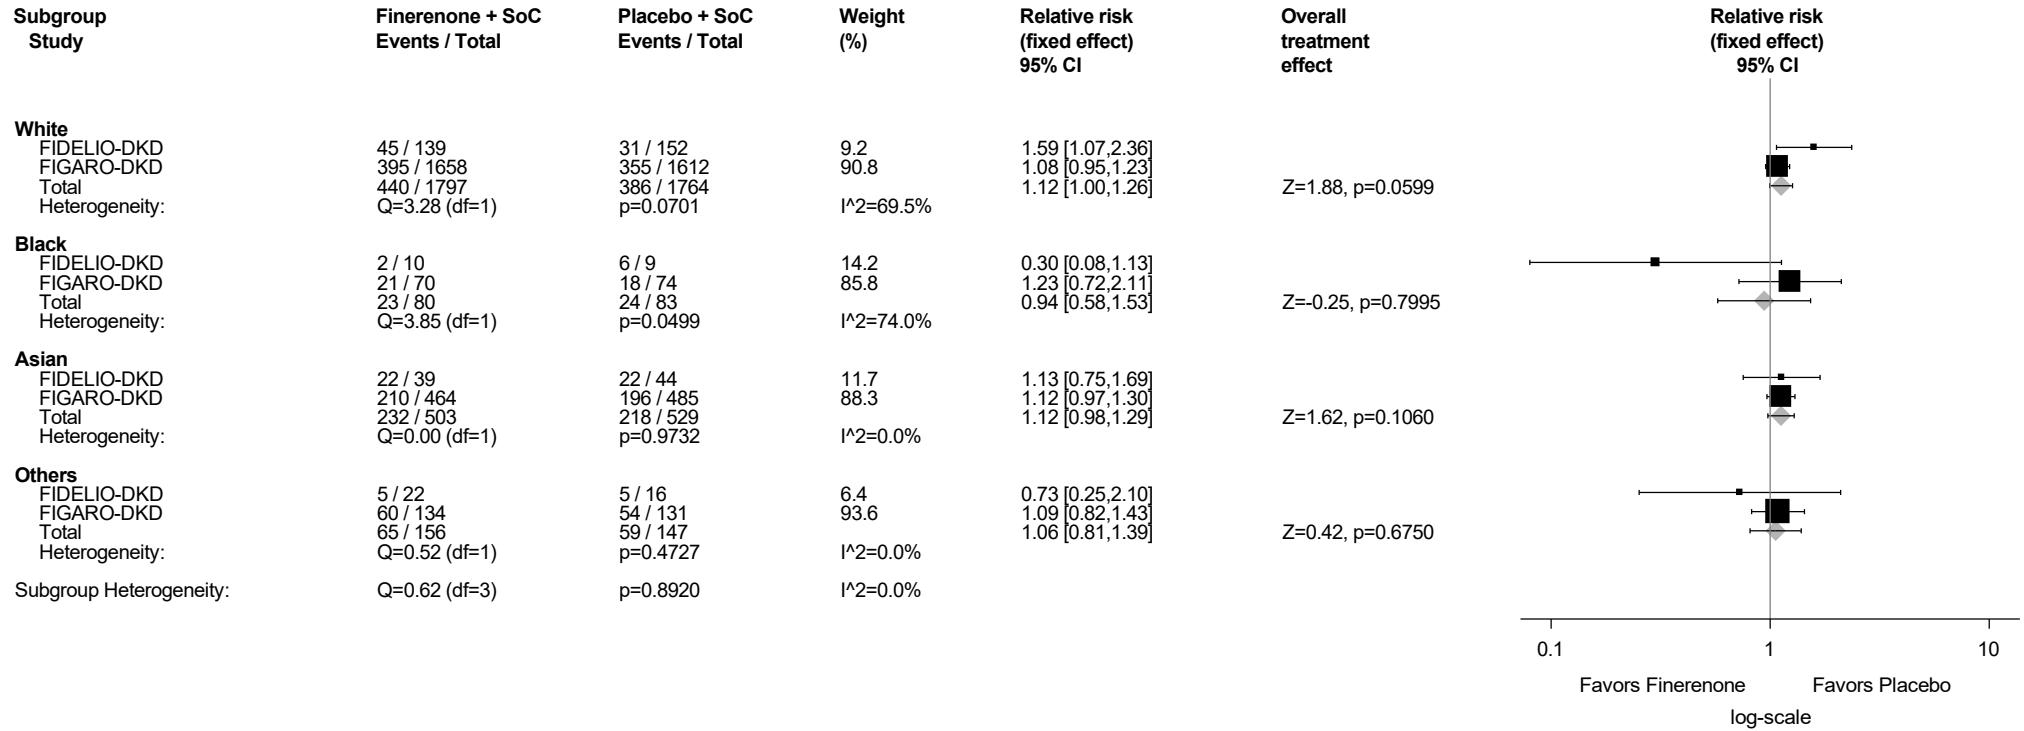 Subgroup Finerenone + SoC Placebo + SoC Weight Relative risk Overall Relative risk
Study Events / Total Events / Total (%) (fixed effect) treatment (fixed effect)
95% CI effect 95% CI
White
FIDELIO-DKD 45 / 139 31 / 152 9.2 1.59 [1.07,2.36]
FIGARO-DKD 395 / 1658 355 / 1612 90.8 1.08 [0.95,1.23]
Total 440 / 1797 386 / 1764 1.12 [1.00,1.26] Z=1.88, p=0.0599
Heterogeneity: Q=3.28 (df=1) p=0.0701 I^2=69.5%
Black
FIDELIO-DKD 2 / 10 6 / 9 14.2 0.30 [0.08,1.13]
FIGARO-DKD 21 / 70 18 / 74 85.8 1.23 [0.72,2.11]
Total 23 / 80 24 / 83 0.94 [0.58,1.53] Z=-0.25, p=0.7995
Heterogeneity: Q=3.85 (df=1) p=0.0499 I^2=74.0%
Asian
FIDELIO-DKD 22 / 39 22 / 44 11.7 1.13 [0.75,1.69]
FIGARO-DKD 210 / 464 196 / 485 88.3 1.12 [0.97,1.30]
Total 232 / 503 218 / 529 1.12 [0.98,1.29] Z=1.62, p=0.1060
Heterogeneity: Q=0.00 (df=1) p=0.9732 I^2=0.0%
Others
FIDELIO-DKD 5 / 22 5 / 16 6.4 0.73 [0.25,2.10]
FIGARO-DKD 60 / 134 54 / 131 93.6 1.09 [0.82,1.43]
Total 65 / 156 59 / 147 1.06 [0.81,1.39] Z=0.42, p=0.6750
Heterogeneity: Q=0.52 (df=1) p=0.4727 I^2=0.0%
Subgroup Heterogeneity: Q=0.62 (df=3) p=0.8920 I^2=0.0%
0.1 1 10
Favors Finerenone Favors Placebo
log-scale